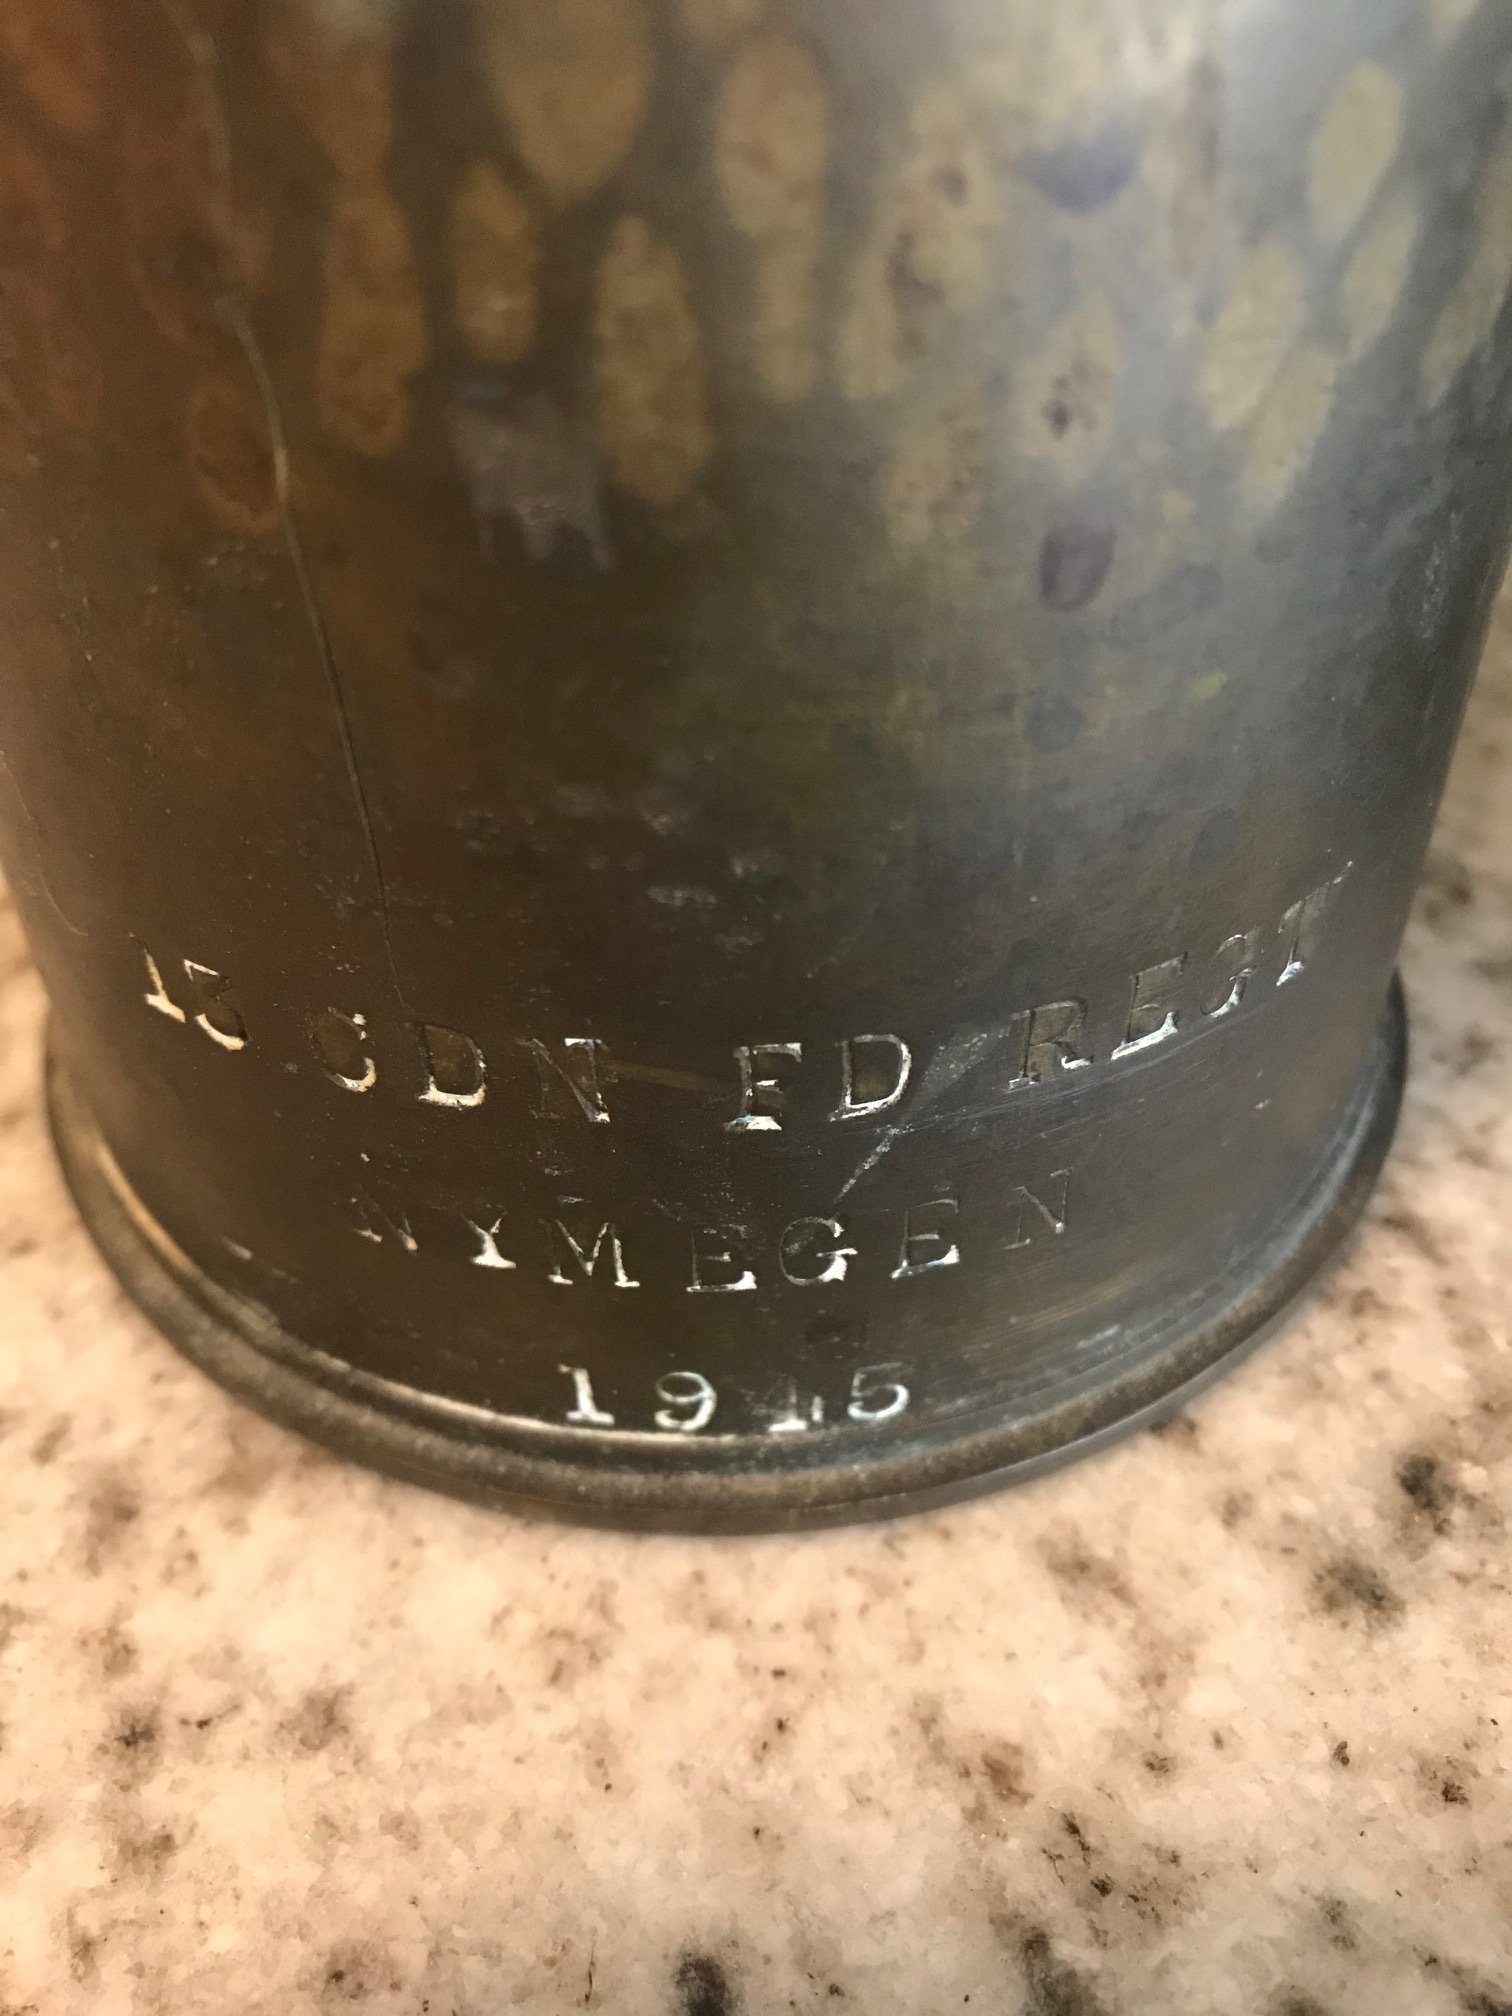 13 CDN FD REGT
NYMEGEN
1945